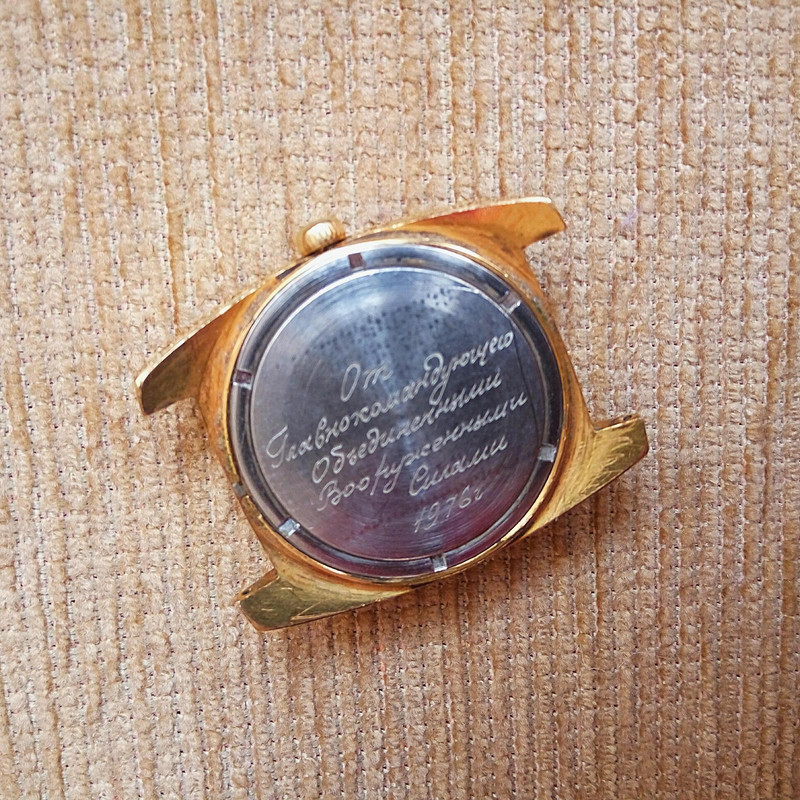 От
Главнокомандующего
Объединенными
Вооруженными
Силами
1976г